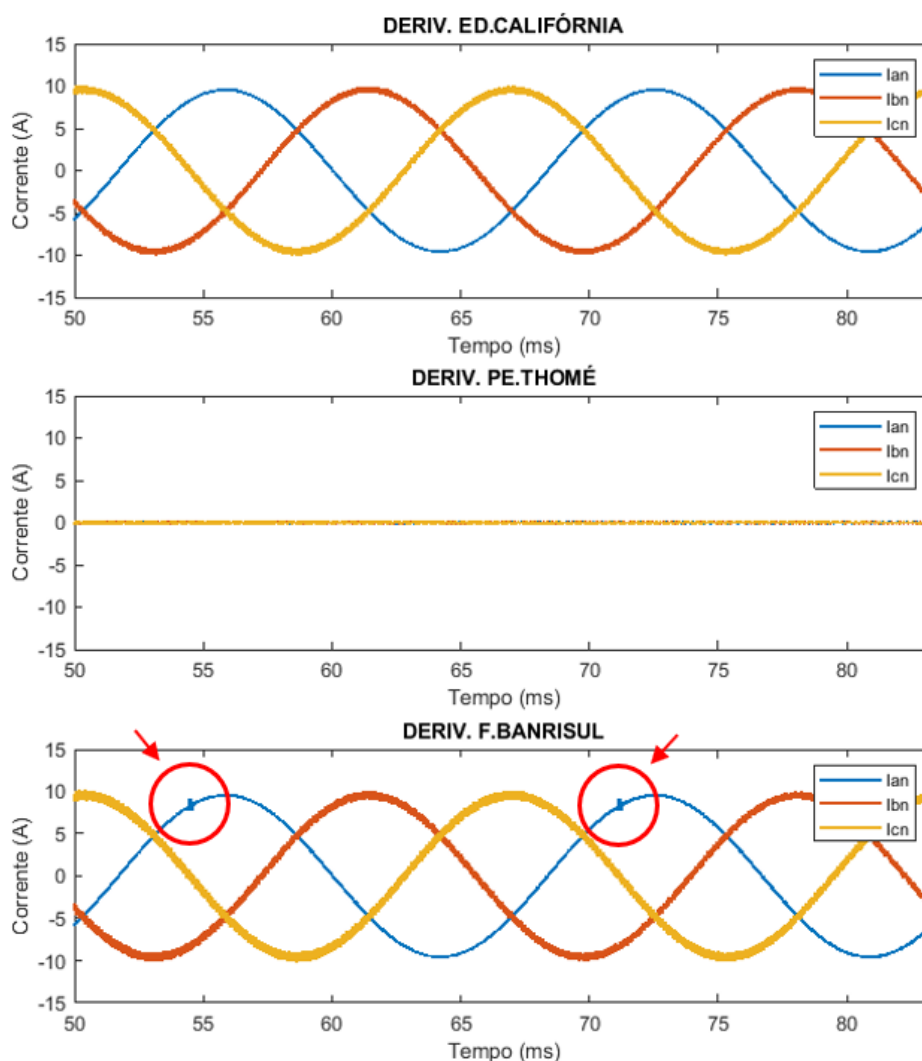 DERIV. ED.CALIFÓRNIA
15
10
5
0
-5
-10
-15
Corrente (A)
Ian
Ibn
Icn
50 55 60 65 70 75 80
Tempo (ms)
DERIV. PE.THOMÉ
15
10
5
0
-5
-10
-15
Corrente (A)
Ian
Ibn
Icn
50 55 60 65 70 75 80
Tempo (ms)
DERIV. F.BANRISUL
15
10
5
0
-5
-10
-15
Corrente (A)
Ian
Ibn
Icn
50 55 60 65 70 75 80
Tempo (ms)